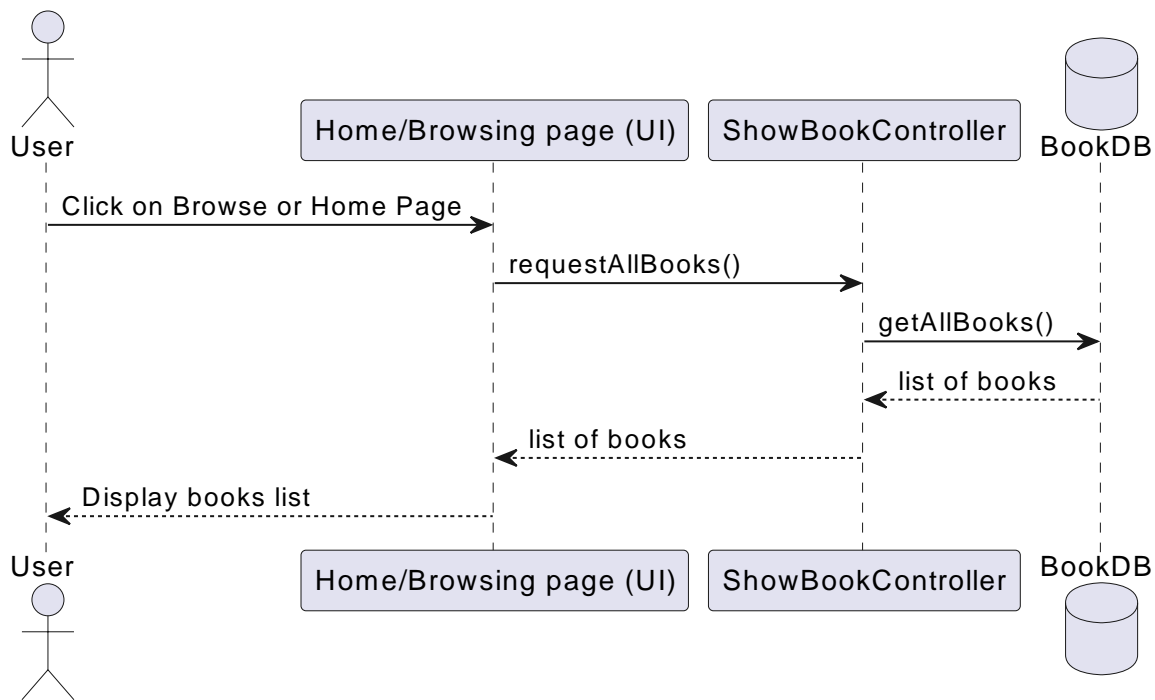 User
Home/Browsing page (UI)
ShowBookController
BookDB
Click on Browse or Home Page
requestAllBooks()
getAllBooks()
list of books
list of books
Display books list
User
Home/Browsing page (UI)
ShowBookController
BookDB